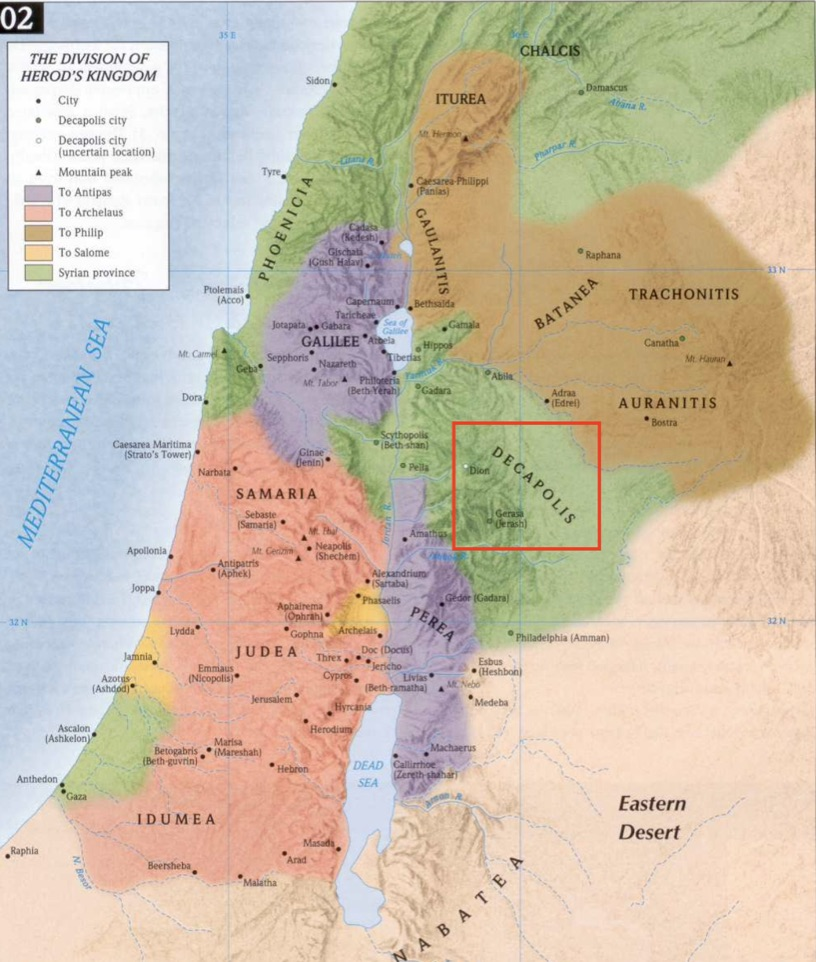 02
THE DIVISION OF
HEROD'S KINGDOM
City
Decapolis city
Decapolis city
(uncertain location)
Mountain peak
To Antipas
To Archelaus
To Philip
To Salome
Syrian province
35 E
CHALCIS
Sidon
Damascus
Abana R.
ITUREA
Mt. Hermon
Pharpar R.
Tyre
Caesarea-Philippi
(Panias)
PHOENICIA
GAULANITIS
Cadasa
(Kedesh)
Gischala
(Gush Halav)
Raphana
33 N
Ptolemais
(Acco)
Capernaum
Bethsaida
BATANEA
TRACHONITIS
Taricheae
Sea of
Galilee
Jotapata
Gabara
Gamala
GALILEE
Arbela
Hippos
Canatha
Mt. Carmel
Sepphoris
Tiberias
Mt. Hauran
Geba
Nazareth
Mt. Tabor
Philoteria
(Beth-Yerah)
Abila
Gadara
Dora
Adraa
(Edrei)
AURANITIS
Bostra
MEDITERRANEAN SEA
Caesarea Maritima
(Strato's Tower)
Scythopolis
(Beth-shan)
Ginae
(Jenin)
Pella
Dion
DECAPOLIS
Narbata
SAMARIA
Sebaste
(Samaria)
Gerasa
(Jerash)
Jordan R.
Amathus
Neapolis
(Shechem)
Mt. Gerizim
Apollonia
Antipatris
(Aphek)
Alexandrium
(Sartaba)
Joppa
Phasaelis
Gedor (Gadara)
Aphairema
(Ophrah)
PEREA
32 N
Lydda
Gophna
Archelais
Philadelphia (Amman)
JUDEA
Doc (Docus)
Threx
Jericho
Jamnia
Emmaus
(Nicopolis)
Cypros
Livias
(Beth-ramatha)
Esbus
(Heshbon)
Mt. Nebo
Azotus
(Ashdod)
Jerusalem
Hyrcania
Medeba
Herodium
Ascalon
(Ashkelon)
Marisa
(Mareshah)
Betogabris
(Beth-guvrin)
Machaerus
Hebron
DEAD
SEA
Callirrhoe
(Zereth-shahar)
Anthedon
Gaza
Arnon R.
Eastern
Desert
IDUMEA
Raphia
Masada
Arad
N. Besor
Beersheba
Malatha
NABATEA